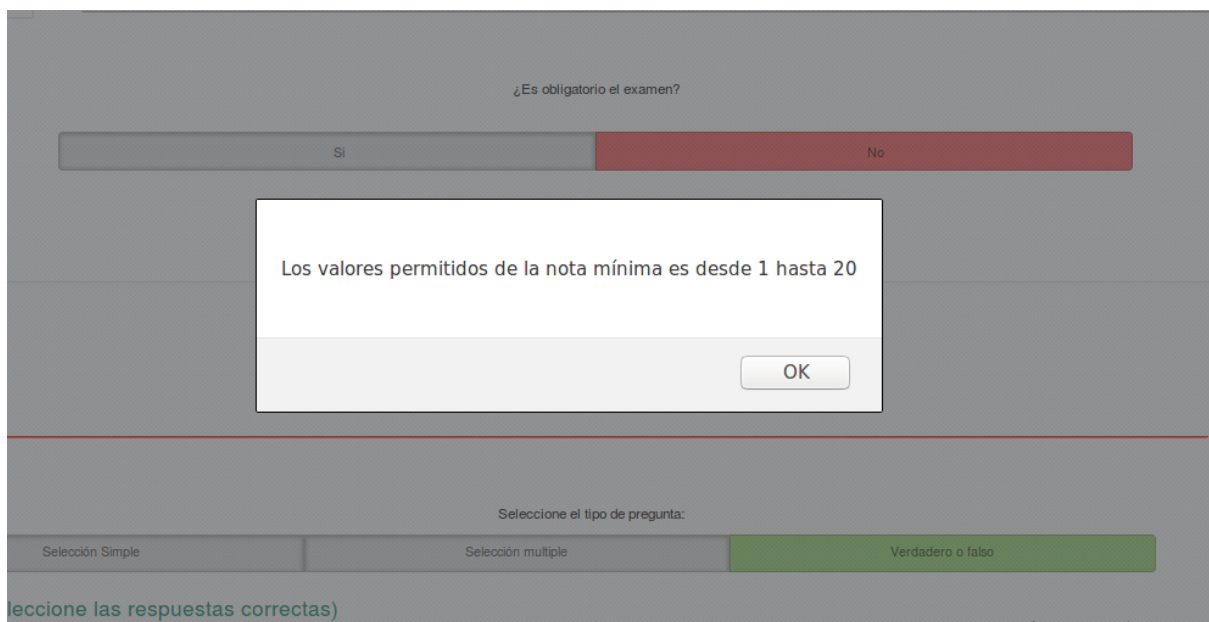 ¿Es obligatorio el examen?
Si No
Los valores permitidos de la nota mínima es desde 1 hasta 20
OK
Seleccione el tipo de pregunta:
Selección Simple Selección multiple Verdadero o falso
leccione las respuestas correctas)